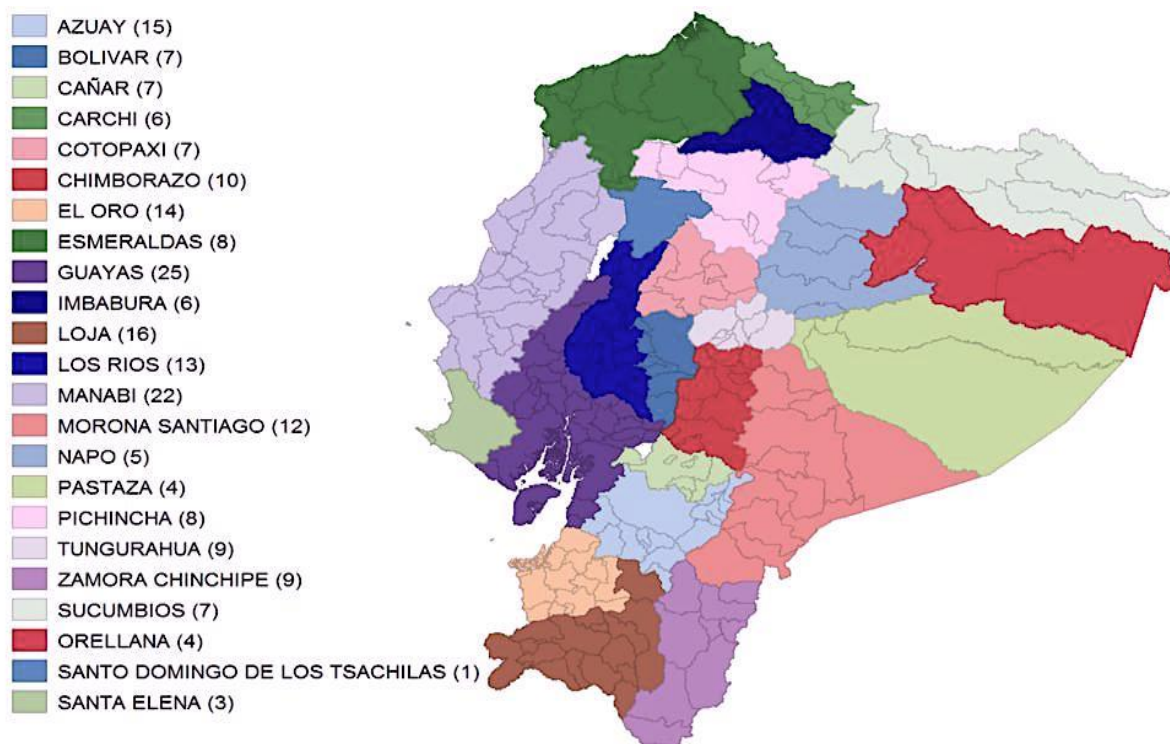 AZUAY (15)
BOLIVAR (7)
CAÑAR (7)
CARCHI (6)
COTOPAXI (7)
CHIMBORAZO (10)
EL ORO (14)
ESMERALDAS (8)
GUAYAS (25)
IMBABURA (6)
LOJA (16)
LOS RIOS (13)
MANABI (22)
MORONA SANTIAGO (12)
NAPO (5)
PASTAZA (4)
PICHINCHA (8)
TUNGURAHUA (9)
ZAMORA CHINCHIPE (9)
SUCUMBIOS (7)
ORELLANA (4)
SANTO DOMINGO DE LOS TSACHILAS (1)
SANTA ELENA (3)